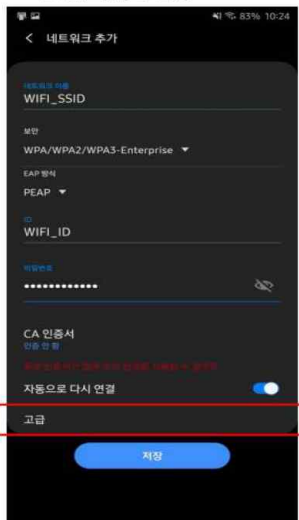 83% 10:24
네트워크 추가
네트워크 이름
WIFI_SSID
보안
WPA/WPA2/WPA3-Enterprise
EAP 방식
PEAP
ID
WIFI_ID
비밀번호
••••••••••••
CA 인증서
인증 안 함
자동으로 다시 연결
고급
저장